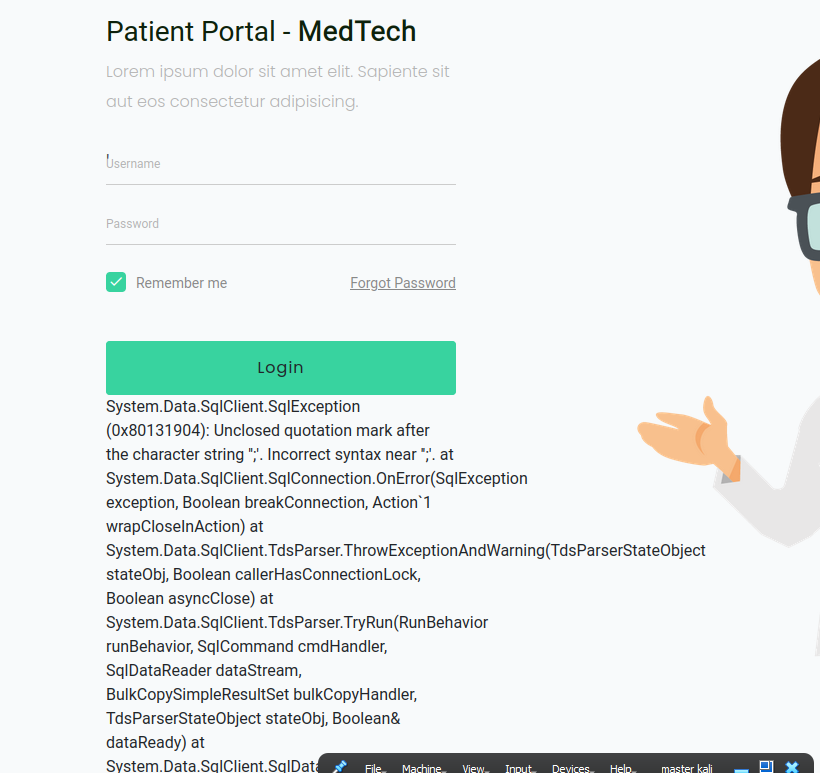 Patient Portal - MedTech
Lorem ipsum dolor sit amet elit. Sapiente sit
aut eos consectetur adipisicing.
'
Username
Password
Remember me
Forgot Password
Login
System.Data.SqlClient.SqlException
(0x80131904): Unclosed quotation mark after
the character string '';'. Incorrect syntax near '';'. at
System.Data.SqlClient.SqlConnection.OnError(SqlException
exception, Boolean breakConnection, Action`1
wrapCloseInAction) at
System.Data.SqlClient.TdsParser.ThrowExceptionAndWarning(TdsParserStateObject
stateObj, Boolean callerHasConnectionLock,
Boolean asyncClose) at
System.Data.SqlClient.TdsParser.TryRun(RunBehavior
runBehavior, SqlCommand cmdHandler,
SqlDataReader dataStream,
BulkCopySimpleResultSet bulkCopyHandler,
TdsParserStateObject stateObj, Boolean&
dataReady) at
System.Data.SqlClient.SqlData
File Machine View Input Devices Help master kali